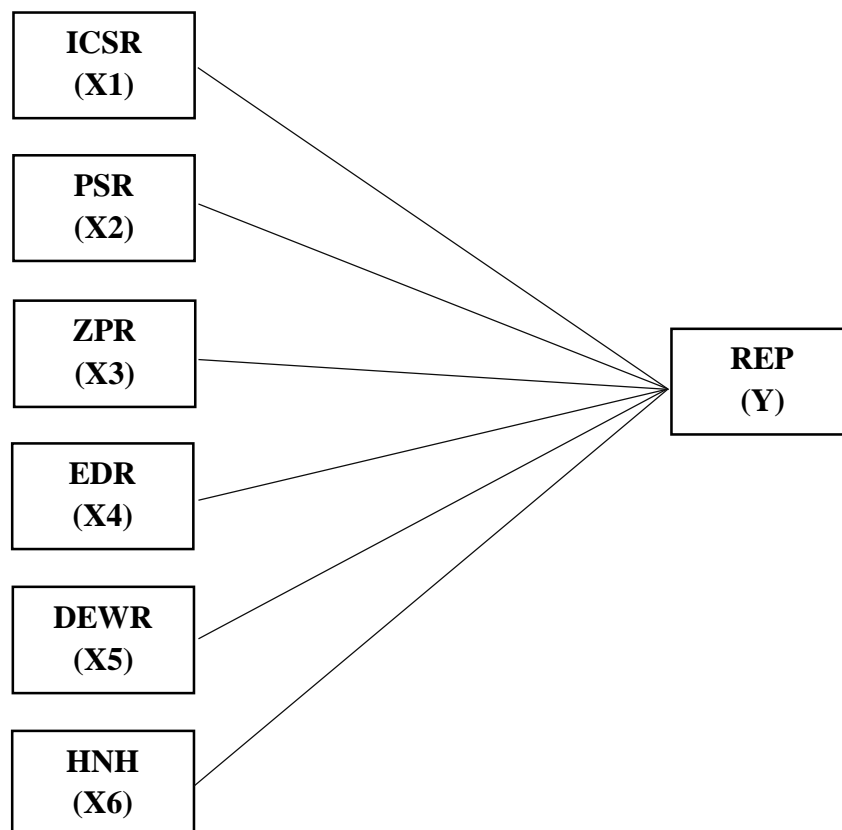 ICSR
(X1)
PSR
(X2)
ZPR
(X3)
REP
(Y)
EDR
(X4)
DEWR
(X5)
HNH
(X6)